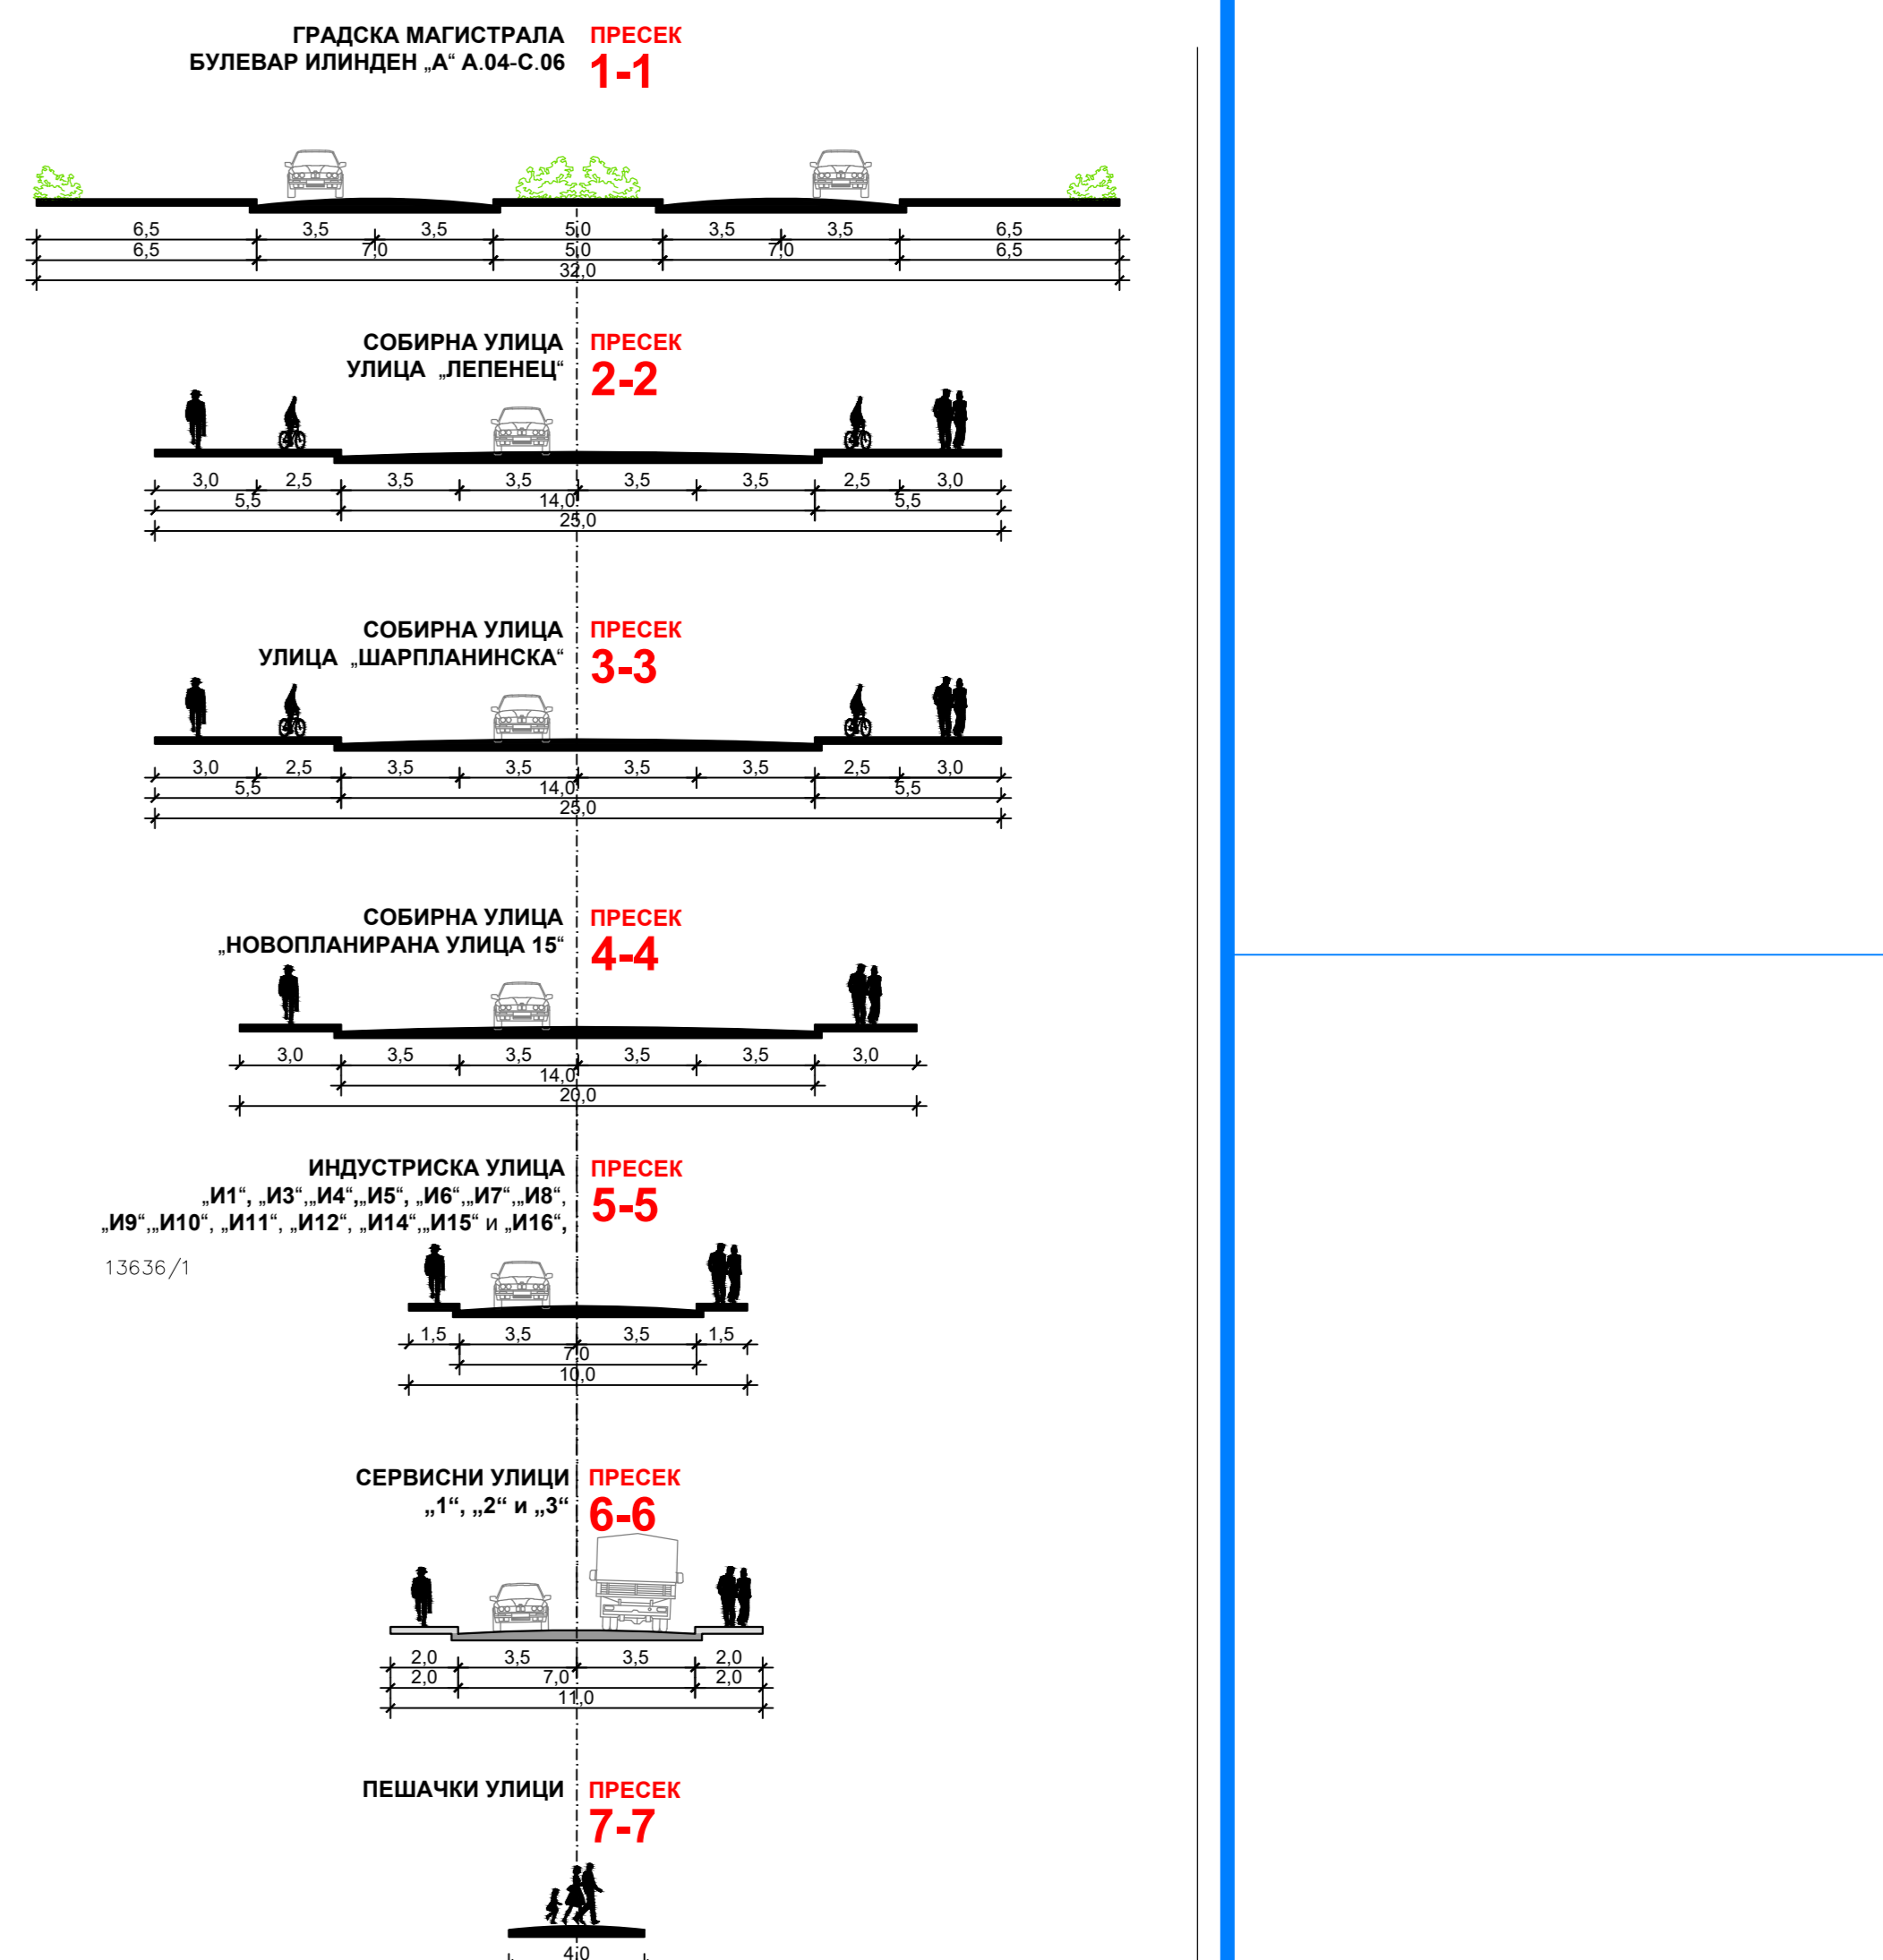 ГРАДСКА МАГИСТРАЛА ПРЕСЕК
БУЛЕВАР ИЛИНДЕН „А“ А.04-С.06 1-1
6,5 3,5 3,5 5,0 3,5 3,5 6,5
6,5 7,0 5,0 7,0 6,5
32,0
СОБИРНА УЛИЦА ПРЕСЕК
УЛИЦА „ЛЕПЕНЕЦ“ 2-2
3,0 2,5 3,5 3,5 3,5 3,5 2,5 3,0
5,5 14,0 5,5
25,0
СОБИРНА УЛИЦА ПРЕСЕК
УЛИЦА „ШАРПЛАНИНСКА“ 3-3
3,0 2,5 3,5 3,5 3,5 3,5 2,5 3,0
5,5 14,0 5,5
25,0
СОБИРНА УЛИЦА ПРЕСЕК
„НОВОПЛАНИРАНА УЛИЦА 15“ 4-4
3,0 3,5 3,5 3,5 3,5 3,0
14,0
20,0
ИНДУСТРИСКА УЛИЦА ПРЕСЕК
„И1“, „И3“„И4“„И5“, „И6“„И7“„И8“, 5-5
„И9“„И10“, „И11“, „И12“, „И14“„И15“ и „И16“,
13636/1
1,5 3,5 3,5 1,5
7,0
10,0
СЕРВИСНИ УЛИЦИ ПРЕСЕК
„1“, „2“ и „3“ 6-6
2,0 3,5 3,5 2,0
2,0 7,0 2,0
11,0
ПЕШАЧКИ УЛИЦИ ПРЕСЕК
7-7
4,0